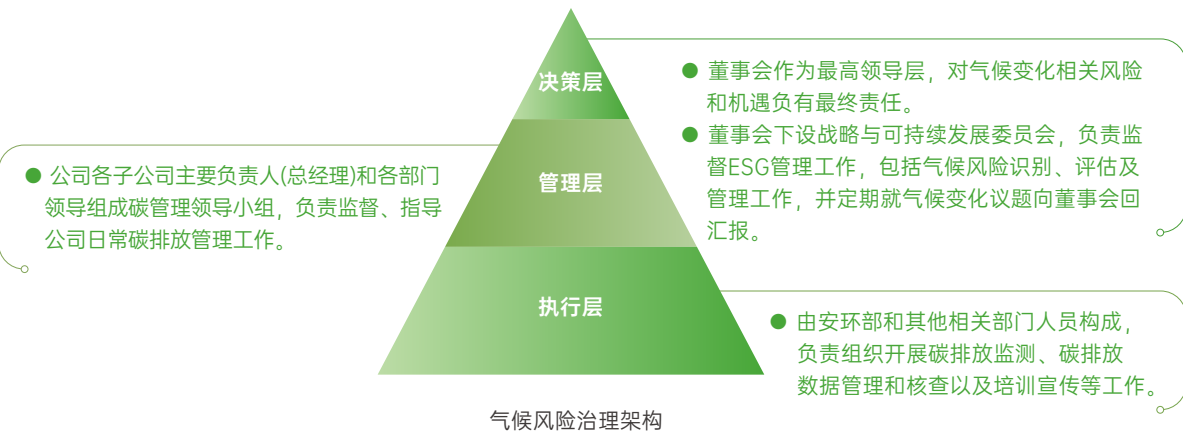 决策层
● 董事会作为最高领导层，对气候变化相关风险
和机遇负有最终责任。
● 董事会下设战略与可持续发展委员会，负责监
督ESG管理工作，包括气候风险识别、评估及
管理工作，并定期就气候变化议题向董事会回
汇报。
管理层
● 公司各子公司主要负责人(总经理)和各部门
领导组成碳管理领导小组，负责监督、指导
公司日常碳排放管理工作。
执行层
● 由安环部和其他相关部门人员构成，
负责组织开展碳排放监测、碳排放
数据管理和核查以及培训宣传等工作。
气候风险治理架构